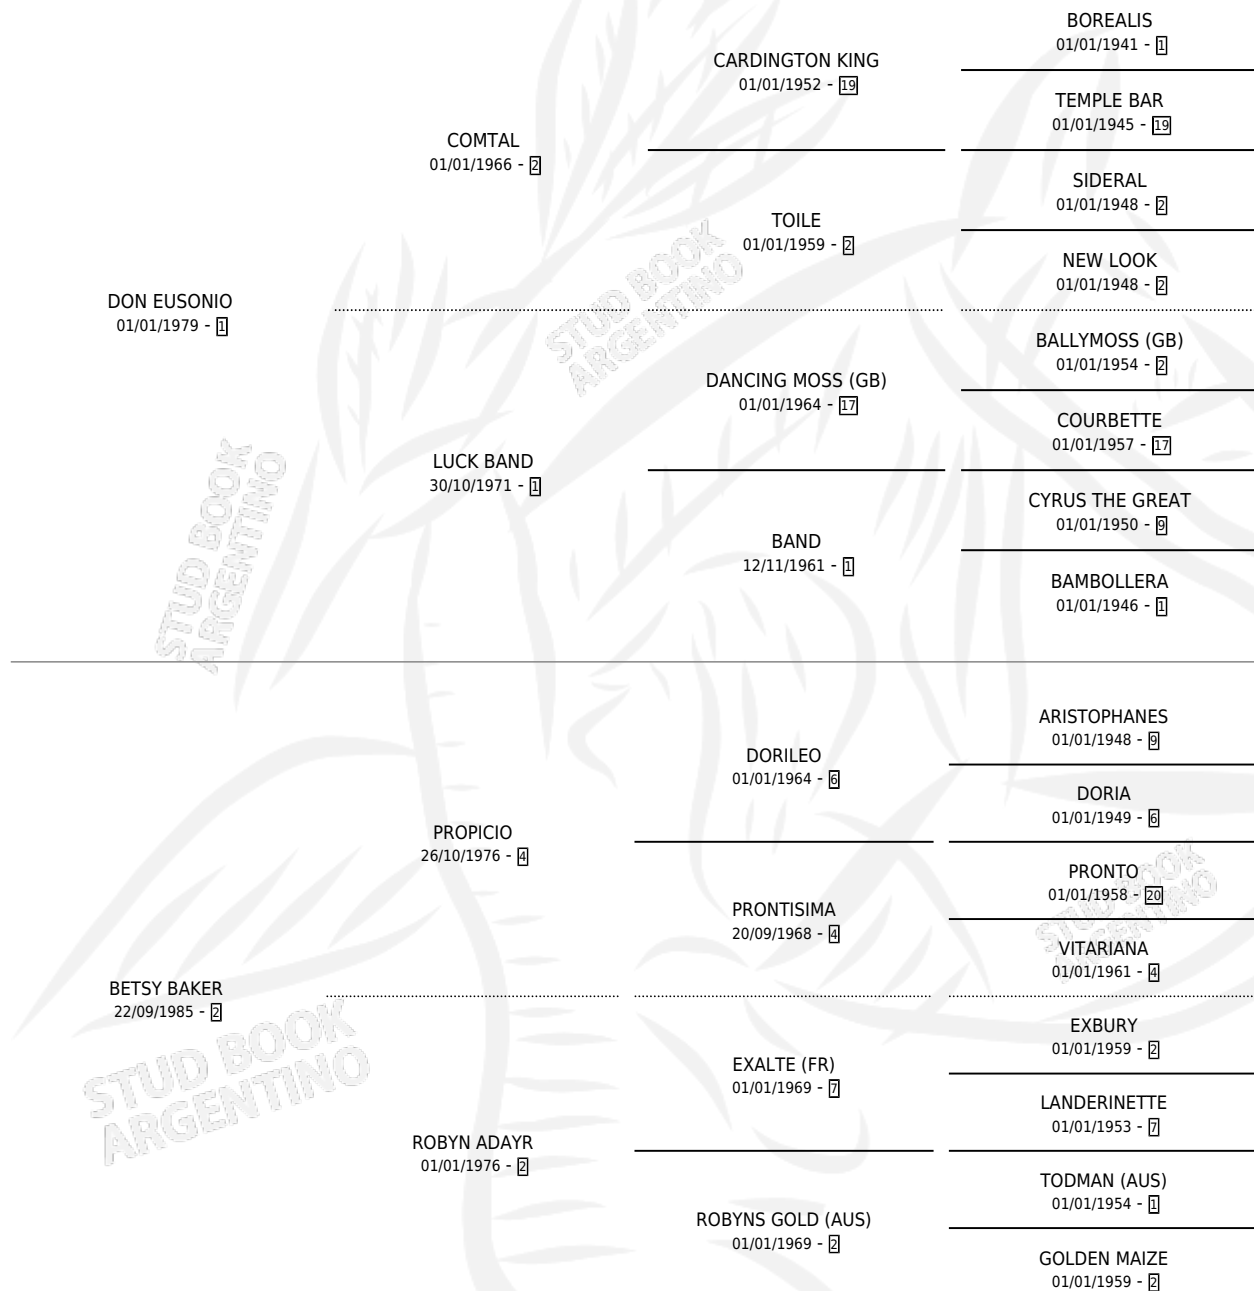 BOREALIS
01/01/1941 - 1
CARDINGTON KING
01/01/1952 - 19
TEMPLE BAR
01/01/1945 - 19
COMTAL
01/01/1966 - 2
SIDERAL
01/01/1948 - 2
TOILE
01/01/1959 - 2
NEW LOOK
01/01/1948 - 2
DON EUSONIO
01/01/1979 - 1
BALLYMOSS (GB)
01/01/1954 - 2
DANCING MOSS (GB)
01/01/1964 - 17
COURBETTE
01/01/1957 - 17
LUCK BAND
30/10/1971 - 1
CYRUS THE GREAT
01/01/1950 - 9
BAND
12/11/1961 - 1
BAMBOLLERA
01/01/1946 - 1
ARISTOPHANES
01/01/1948 - 9
DORILEO
01/01/1964 - 6
DORIA
01/01/1949 - 6
PROPICIO
26/10/1976 - 4
PRONTO
01/01/1958 - 20
PRONTISIMA
20/09/1968 - 4
VITARIANA
01/01/1961 - 4
BETSY BAKER
22/09/1985 - 2
EXBURY
01/01/1959 - 2
EXALTE (FR)
01/01/1969 - 7
LANDERINETTE
01/01/1953 - 7
ROBYN ADAYR
01/01/1976 - 2
TODMAN (AUS)
01/01/1954 - 1
ROBYNS GOLD (AUS)
01/01/1969 - 2
GOLDEN MAIZE
01/01/1959 - 2
STUD BOOK
ARGENTINO
STUD BOOK
ARGENTINO
STUD BOOK
ARGENTINO
STUD BOOK
ARGENTINO